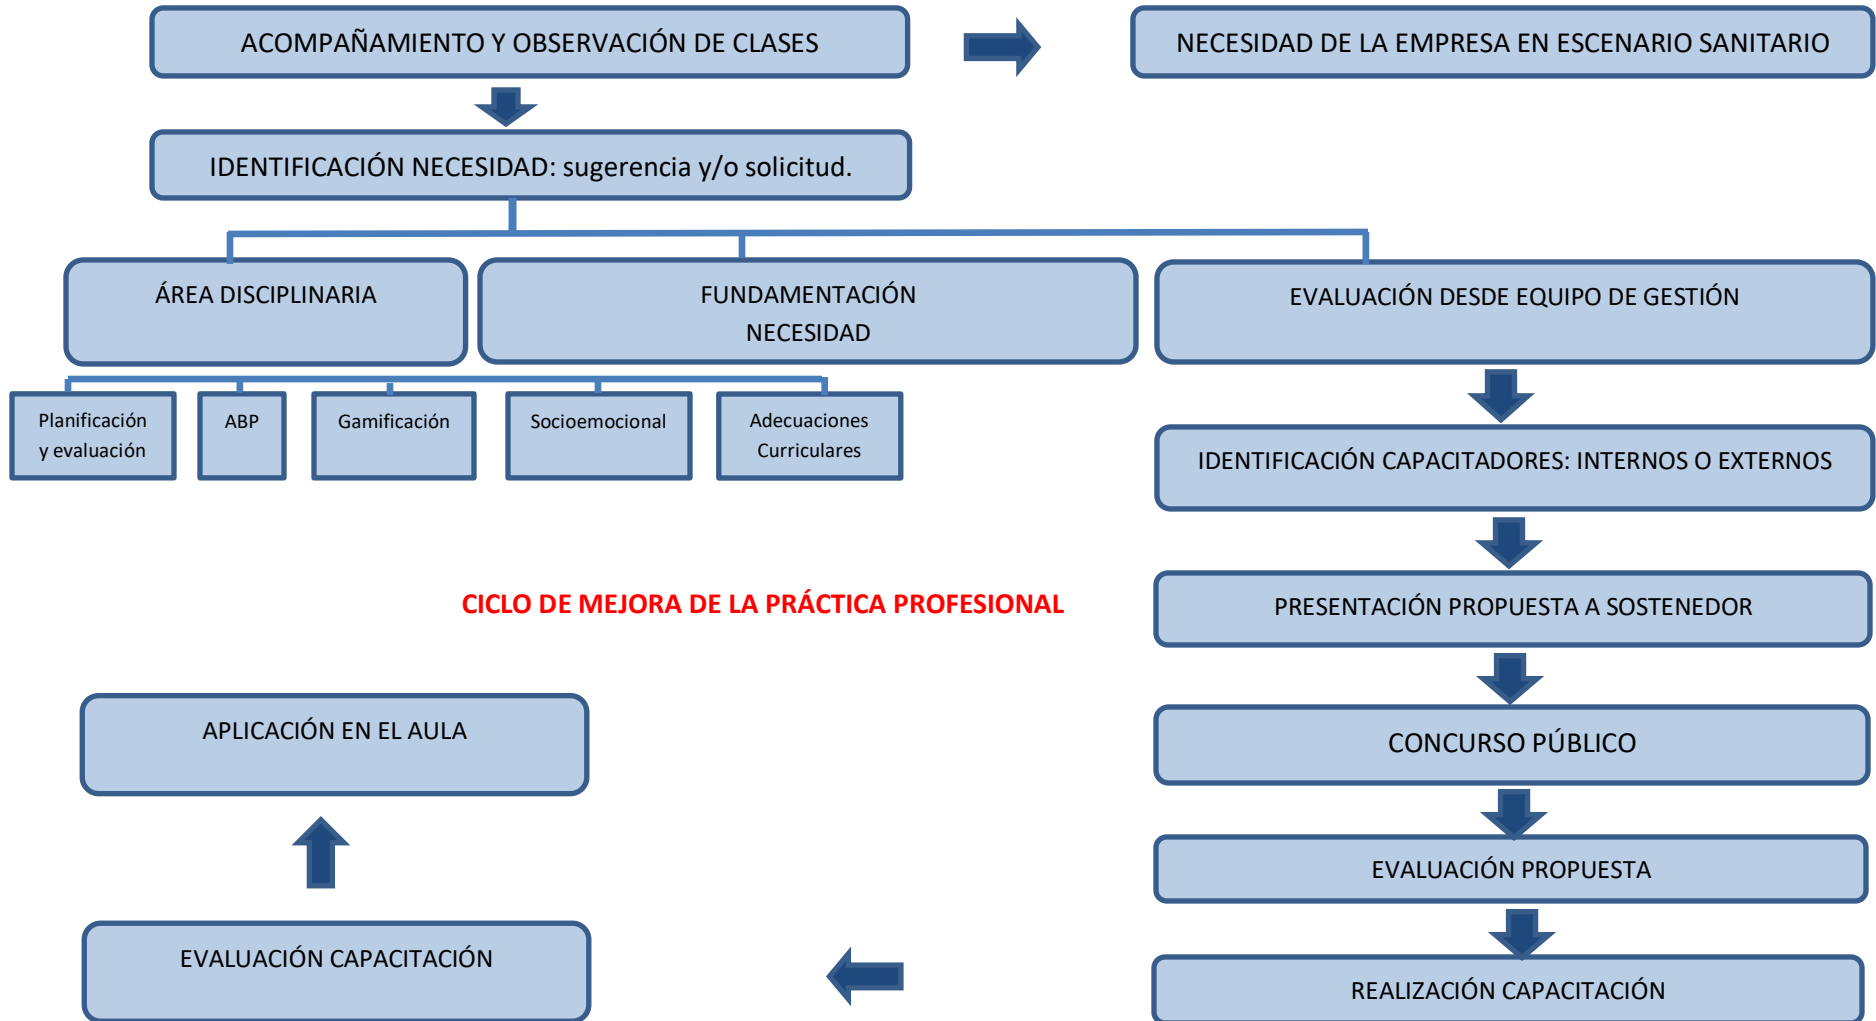 ACOMPAÑAMIENTO Y OBSERVACIÓN DE CLASES
NECESIDAD DE LA EMPRESA EN ESCENARIO SANITARIO
IDENTIFICACIÓN NECESIDAD: sugerencia y/o solicitud.
ÁREA DISCIPLINARIA
FUNDAMENTACIÓN
NECESIDAD
EVALUACIÓN DESDE EQUIPO DE GESTIÓN
Planificación
y evaluación
ABP
Gamificación
Socioemocional
Adecuaciones
Curriculares
IDENTIFICACIÓN CAPACITADORES: INTERNOS O EXTERNOS
CICLO DE MEJORA DE LA PRÁCTICA PROFESIONAL
PRESENTACIÓN PROPUESTA A SOSTENEDOR
APLICACIÓN EN EL AULA
CONCURSO PÚBLICO
EVALUACIÓN PROPUESTA
EVALUACIÓN CAPACITACIÓN
REALIZACIÓN CAPACITACIÓN